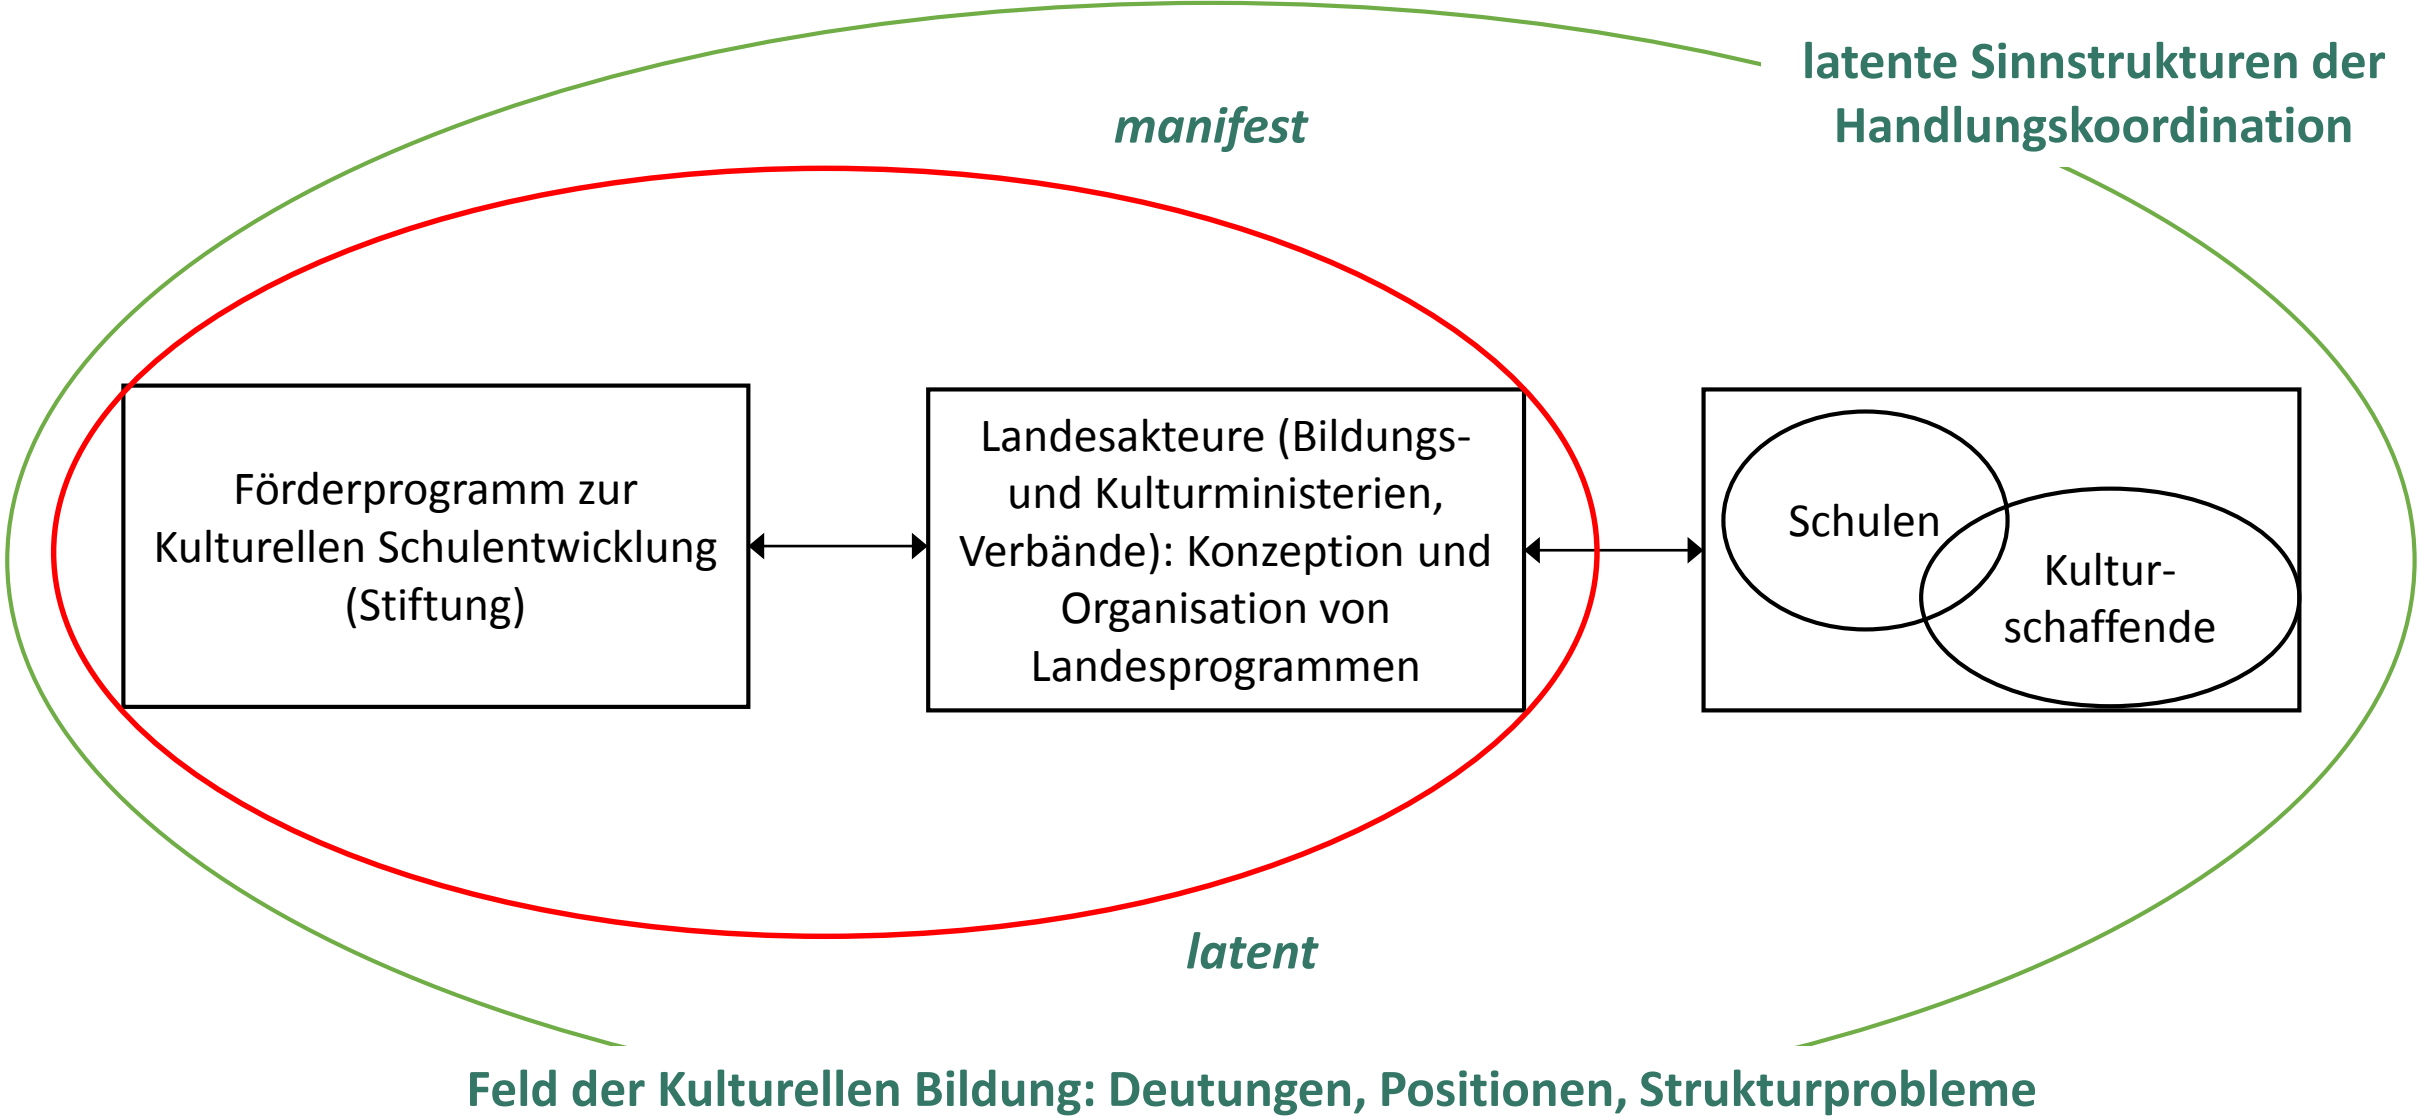 latente Sinnstrukturen der
Handlungskoordination
manifest
Förderprogramm zur
Kulturellen Schulentwicklung
(Stiftung)
Landesakteure (Bildungs-
und Kulturministerien,
Verbände): Konzeption und
Organisation von
Landesprogrammen
Schulen
Kultur-
schaffende
latent
Feld der Kulturellen Bildung: Deutungen, Positionen, Strukturprobleme